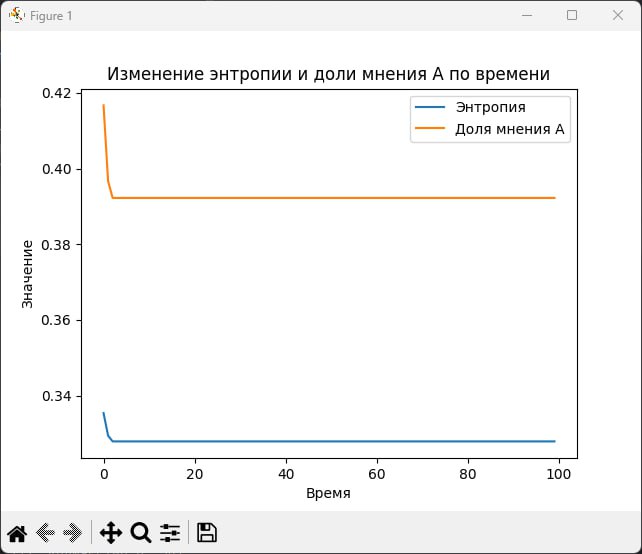 Figure 1
Изменение энтропии и доли мнения A по времени
Энтропия
Доля мнения A
0.42
0.40
0.38
0.36
0.34
Значение
0 20 40 60 80 100
Время